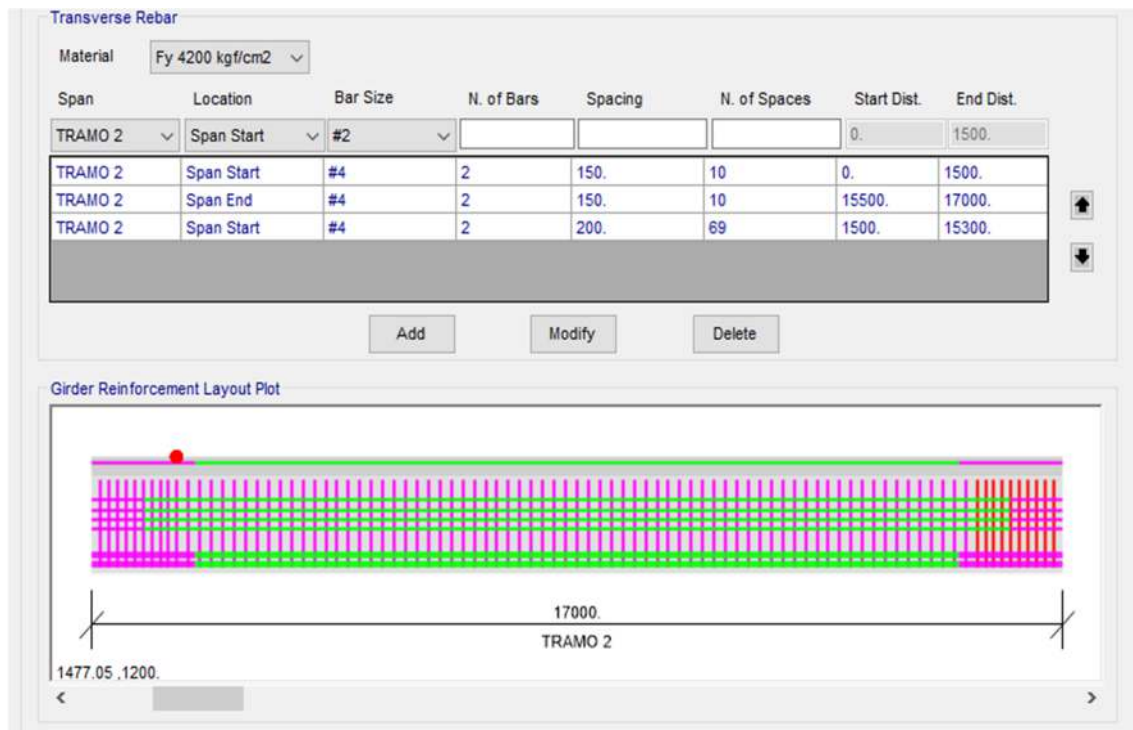 Transverse Rebar
Material Fy 4200 kgf/cm2
Span Location Bar Size N. of Bars Spacing N. of Spaces Start Dist. End Dist.
TRAMO 2 Span Start #2 0. 1500.
TRAMO 2 Span Start #4 2 150. 10 0. 1500.
TRAMO 2 Span End #4 2 150. 10 15500. 17000.
TRAMO 2 Span Start #4 2 200. 69 1500. 15300.
Add Modify Delete
Girder Reinforcement Layout Plot
17000.
TRAMO 2
1477.05 ,1200.